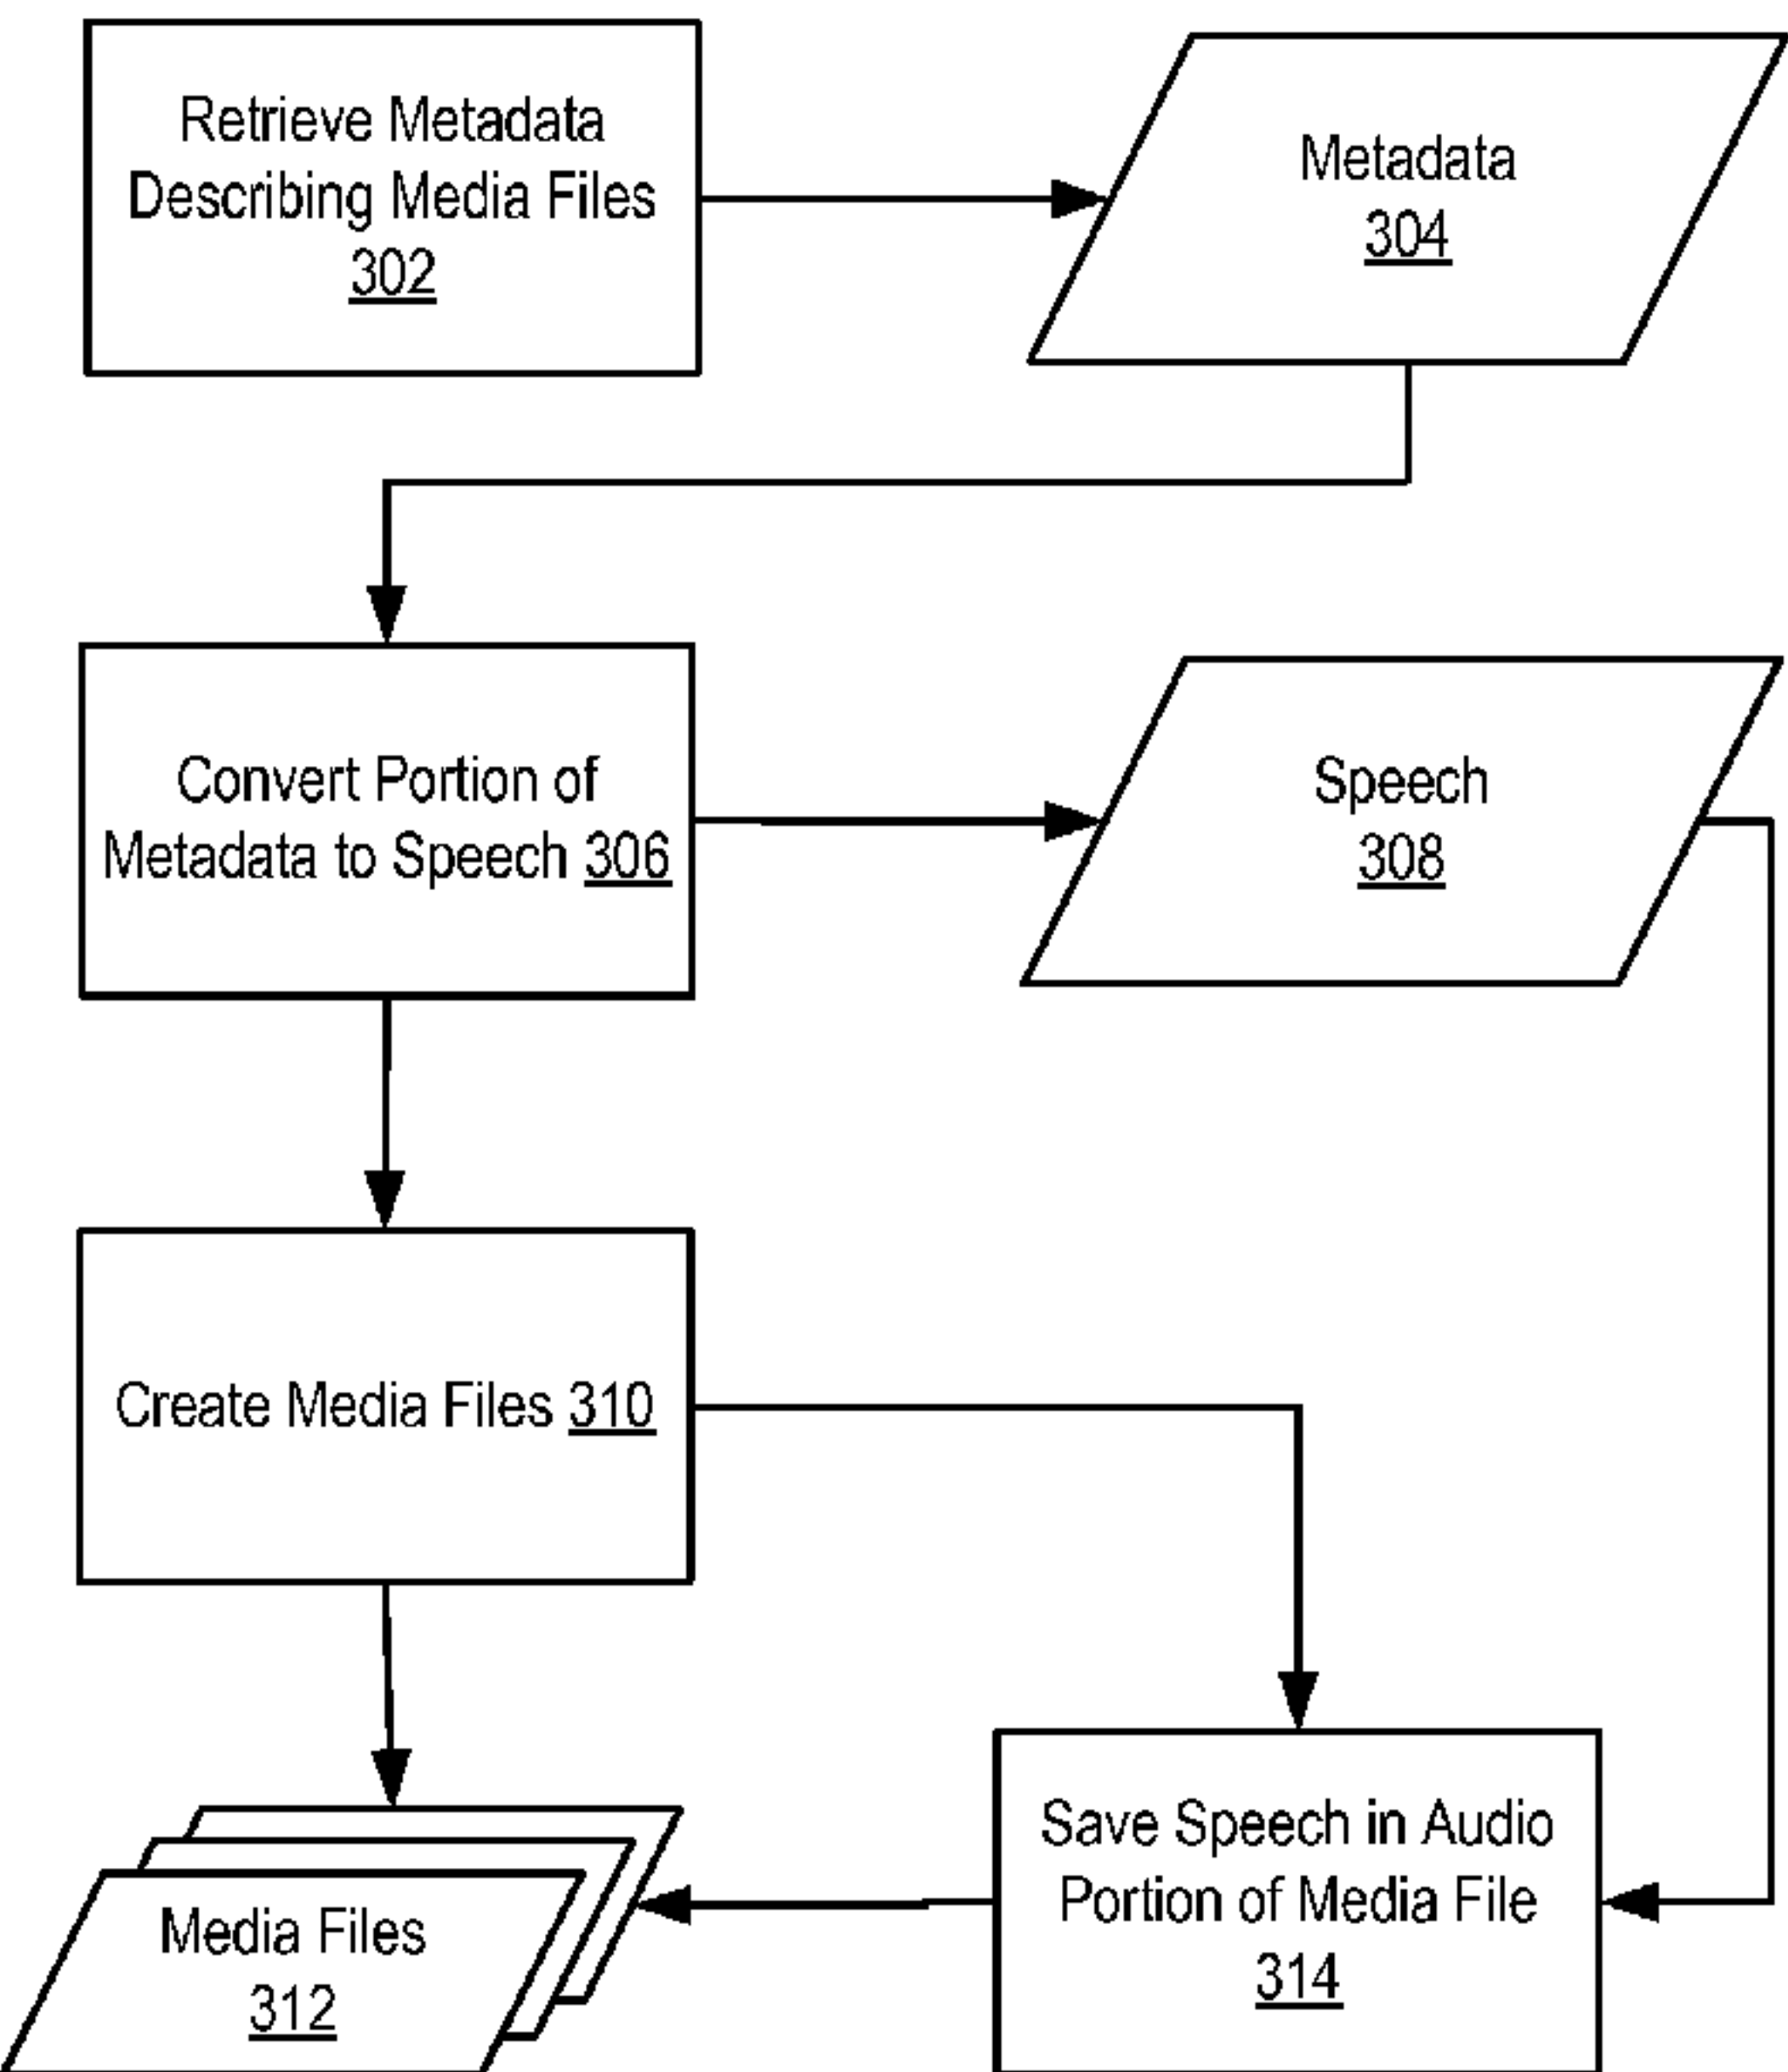 Retrieve Metadata
Describing Media Files
302
Metadata
304
Convert Portion of
Metadata to Speech 306
Speech
308
Create Media Files 310
Save Speech in Audio
Portion of Media File
314
Media Files
312